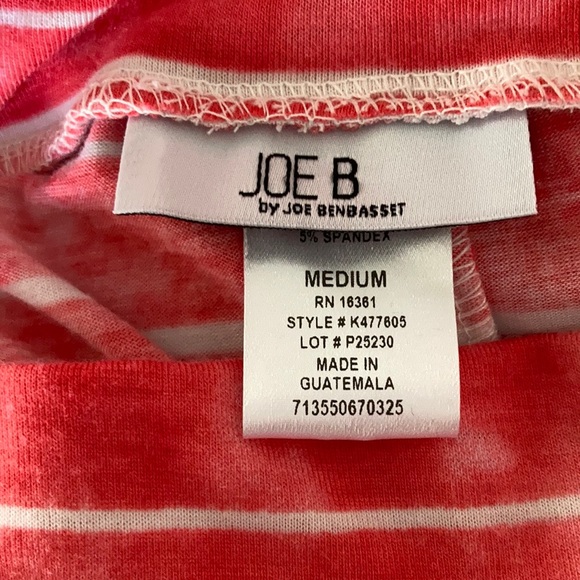 JOE B
by JOE BENBASSET
5% SPANDEX
MEDIUM
RN 16361
STYLE # K477605
LOT # P25230
MADE IN
GUATEMALA
713550670325